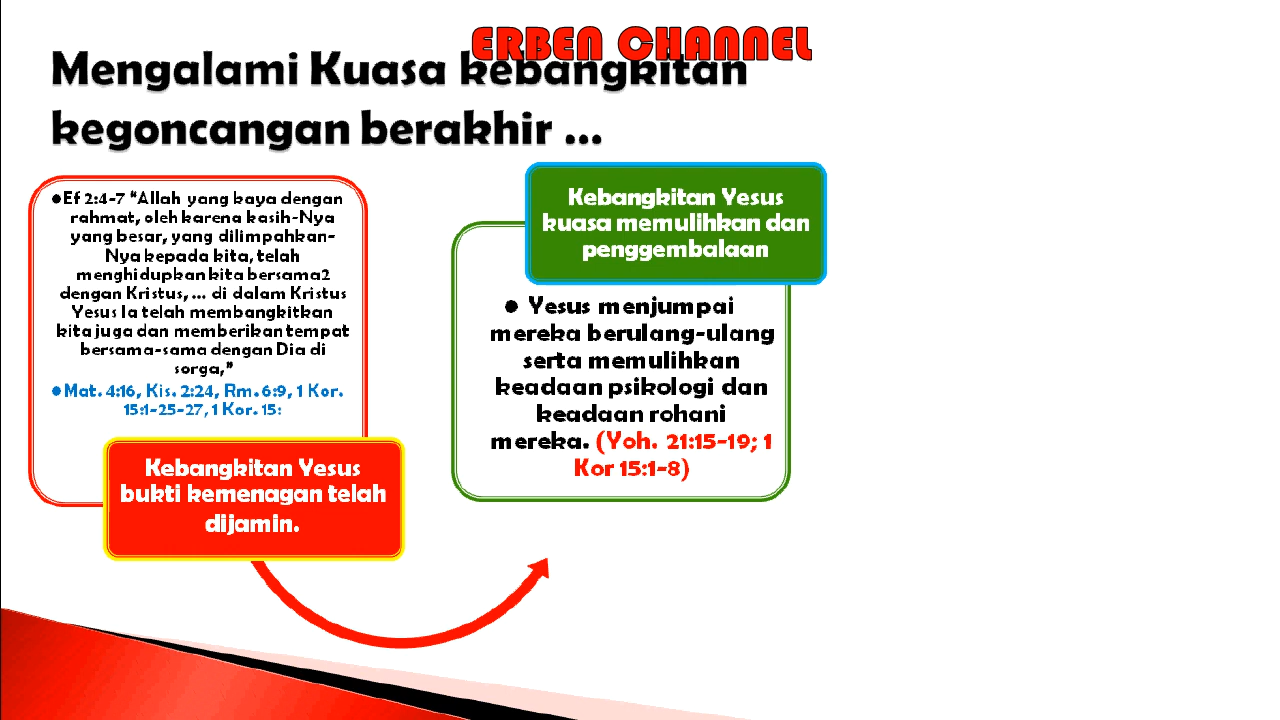 ERBEN CHANNEL
Mengalami Kuasa kebangkitan
kegoncangan berakhir ...
•Ef 2:4-7 "Allah yang kaya dengan
rahmat, oleh karena kasih-Nya
yang besar, yang dilimpahkan-
Nya kepada kita, telah
menghidupkan kita bersama2
dengan Kristus, ... di dalam Kristus
Yesus Ia telah membangkitkan
kita juga dan memberikan tempat
bersama-sama dengan Dia di
sorga,"
•Mat. 4:16, Kis. 2:24, Rm. 6:9, 1 Kor.
15:1-25-27, 1 Kor. 15:
Kebangkitan Yesus
bukti kemenagan telah
dijamin.
Kebangkitan Yesus
kuasa memulihkan dan
penggembalaan
• Yesus menjumpai
mereka berulang-ulang
serta memulihkan
keadaan psikologi dan
keadaan rohani
mereka. (Yoh. 21:15-19; 1
Kor 15:1-8)